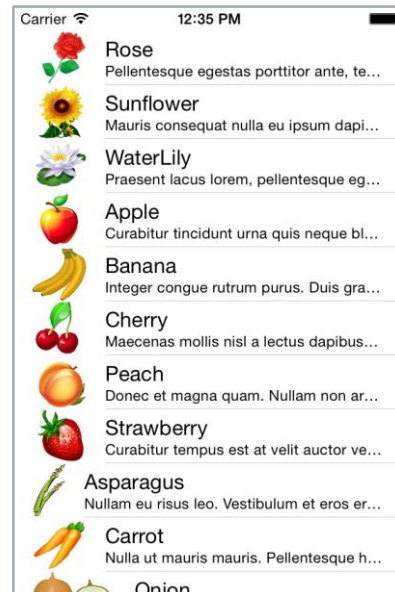 Carrier 12:35 PM
Rose
Pellentesque egestas porttitor ante, te...
Sunflower
Mauris consequat nulla eu ipsum dapi...
WaterLily
Praesent lacus lorem, pellentesque eg...
Apple
Curabitur tincidunt urna quis neque bl...
Banana
Integer congue rutrum purus. Duis gra...
Cherry
Maecenas mollis nisl a lectus dapibus...
Peach
Donec et magna quam. Nullam non ar...
Strawberry
Curabitur tempus est at velit auctor ve...
Asparagus
Nullam eu risus leo. Vestibulum et eros er...
Carrot
Nulla ut mauris mauris. Pellentesque h...
Onion